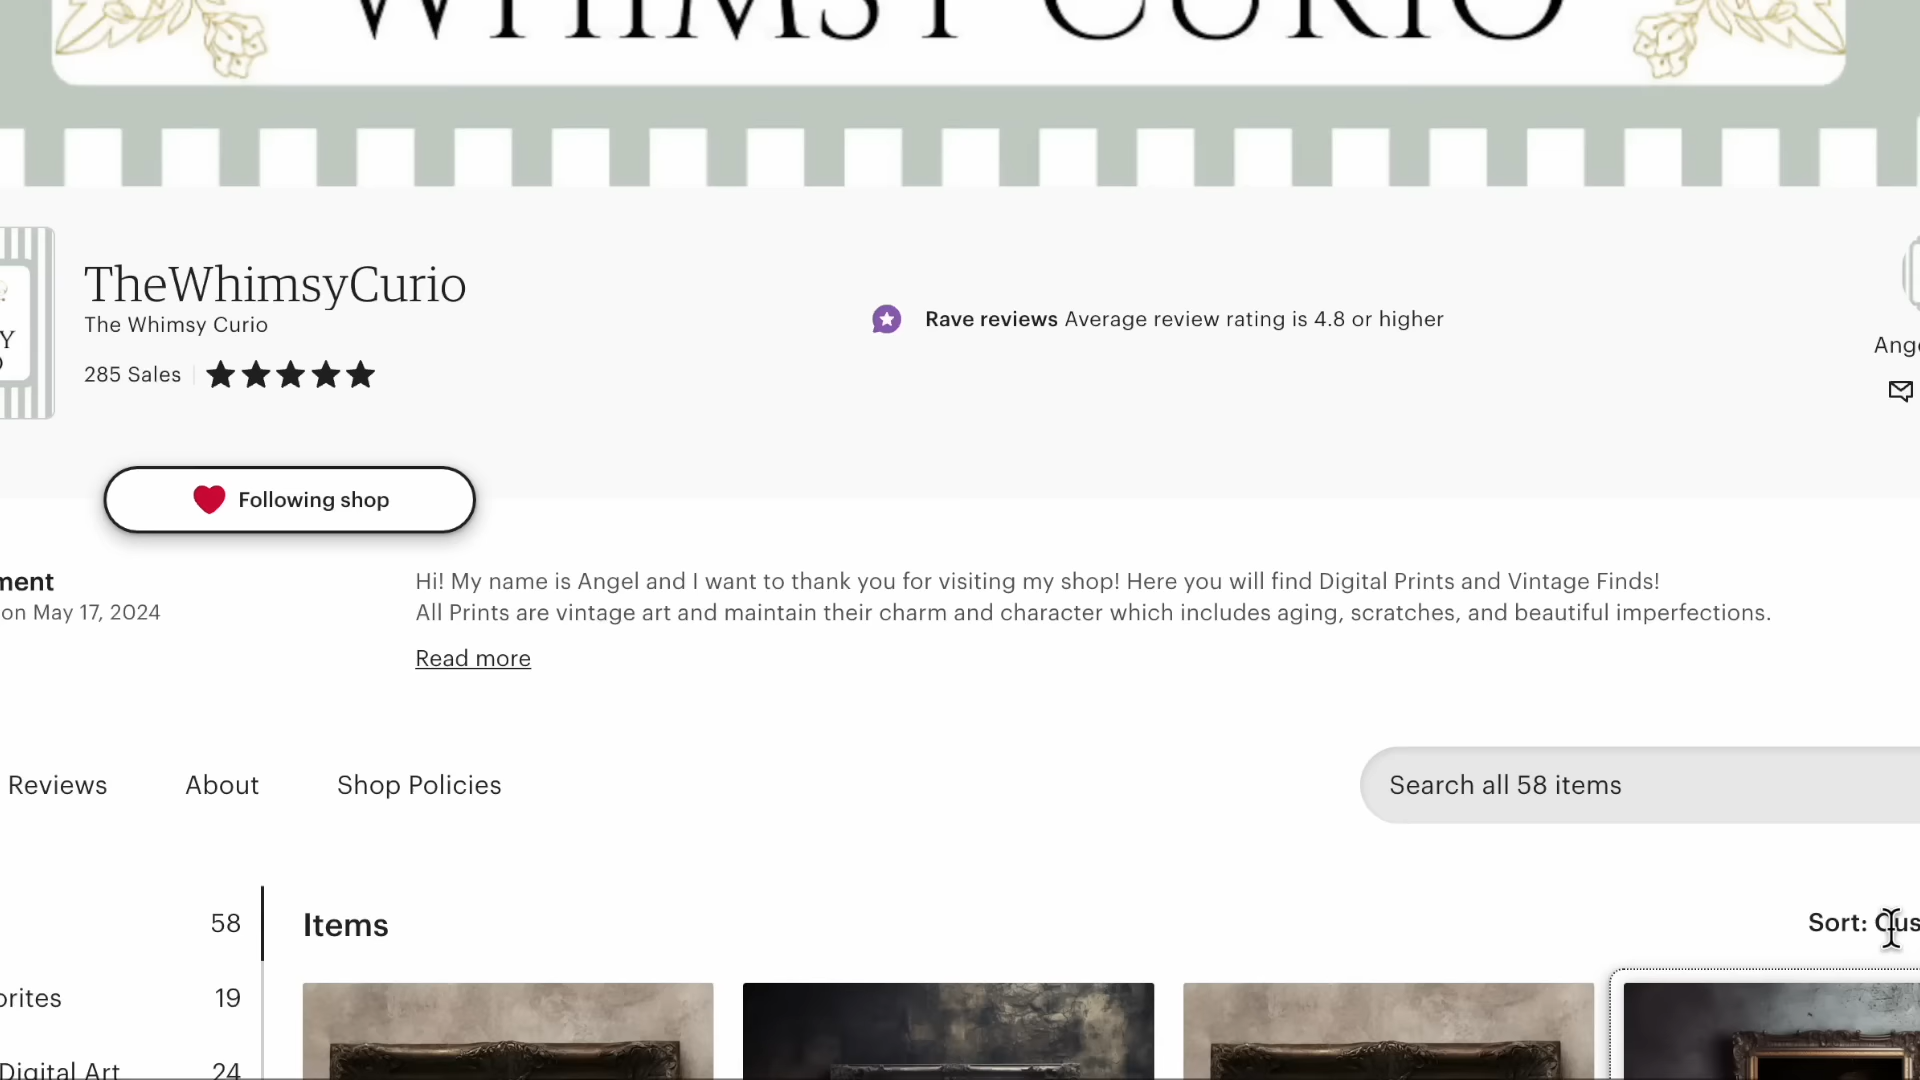 WHIMSY CURIO
TheWhimsyCurio
The Whimsy Curio
285 Sales
Rave reviews Average review rating is 4.8 or higher
Following shop
on May 17, 2024
Hi! My name is Angel and I want to thank you for visiting my shop! Here you will find Digital Prints and Vintage Finds!
All Prints are vintage art and maintain their charm and character which includes aging, scratches, and beautiful imperfections.
Read more
Reviews
About
Shop Policies
Search all 58 items
58
Items
Sort:
19
Digital Art
24